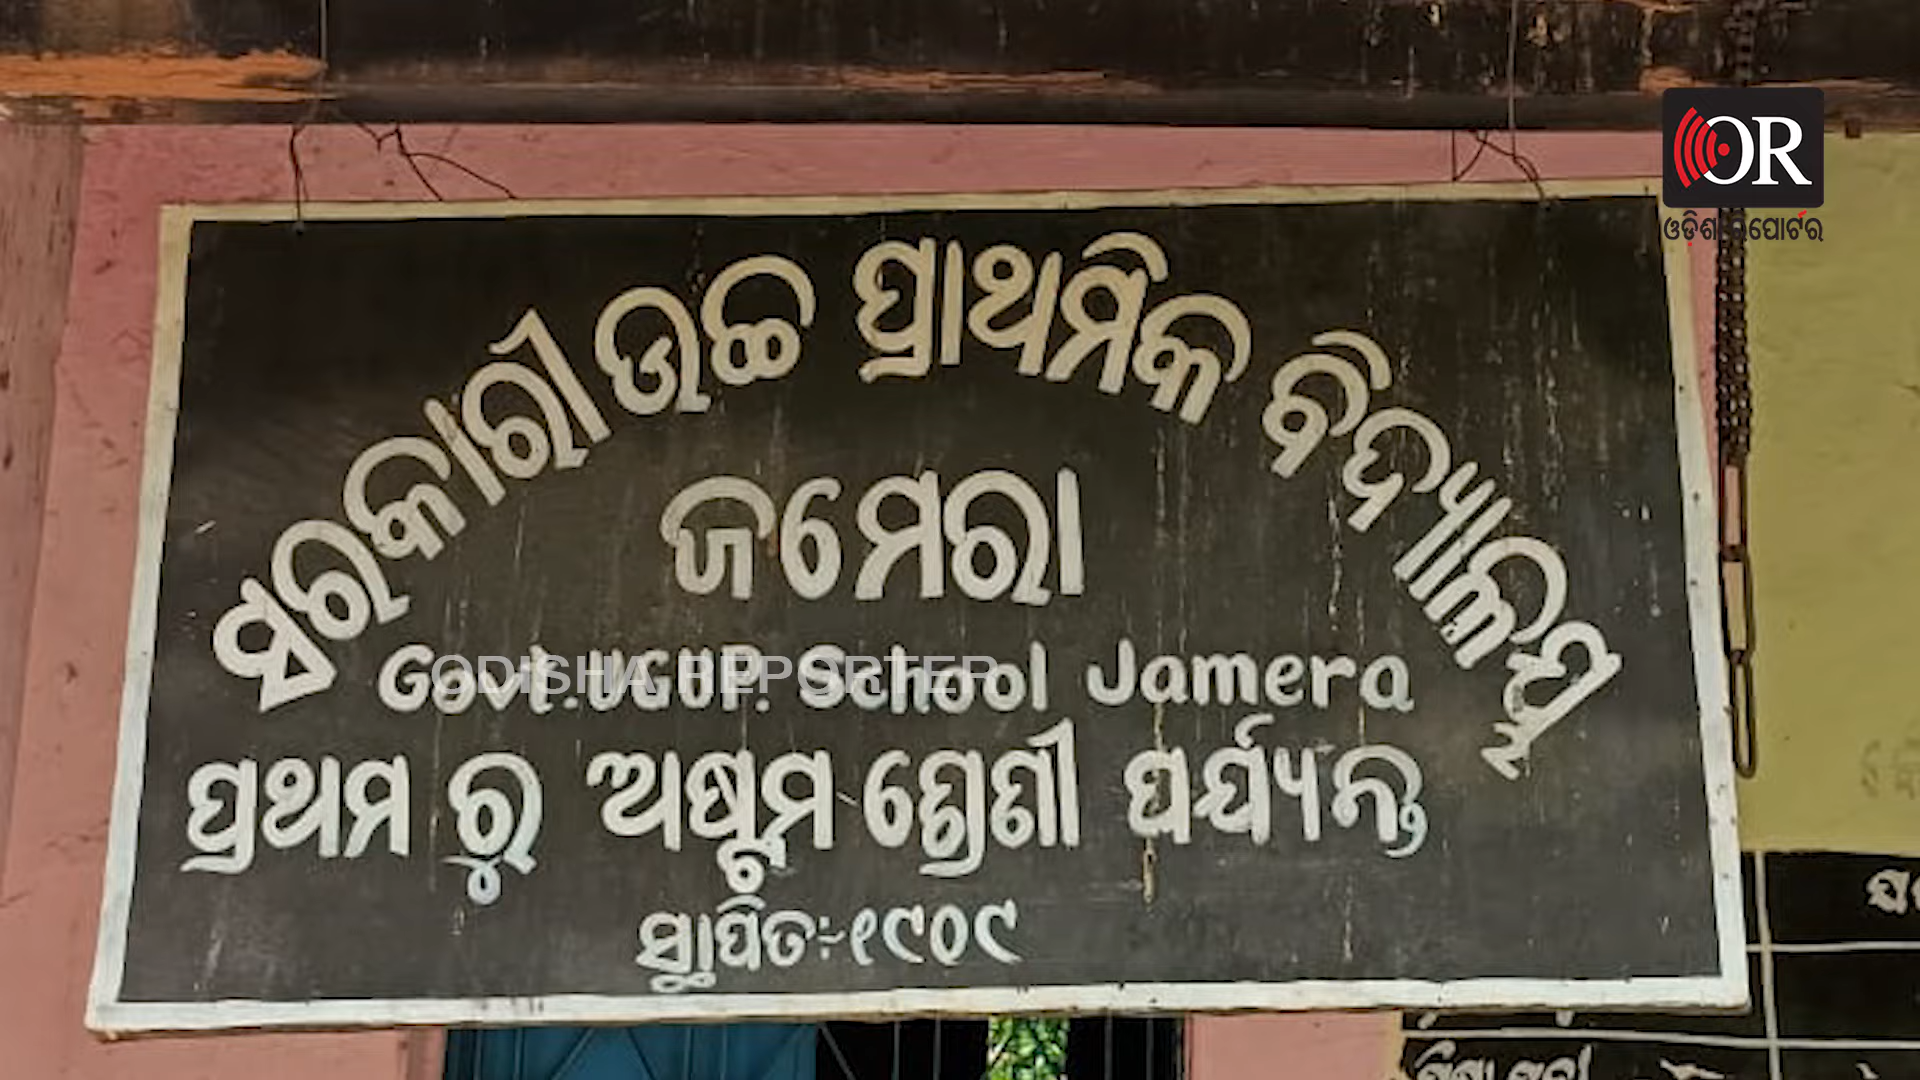 OR
ଓଡ଼ିଶା ରିପୋର୍ଟର
ସରକାରୀ ଉଚ୍ଚ ପ୍ରାଥମିକ ବିଦ୍ୟାଳୟ
ଜମେରା
Govt. U.G.U.P. School Jamera
ODISHA REPORTER
ପ୍ରଥମ ରୁ ଅଷ୍ଟମ ଶ୍ରେଣୀ ପର୍ଯ୍ୟନ୍ତ
ସ୍ଥାପିତ:-୧୯୦୯